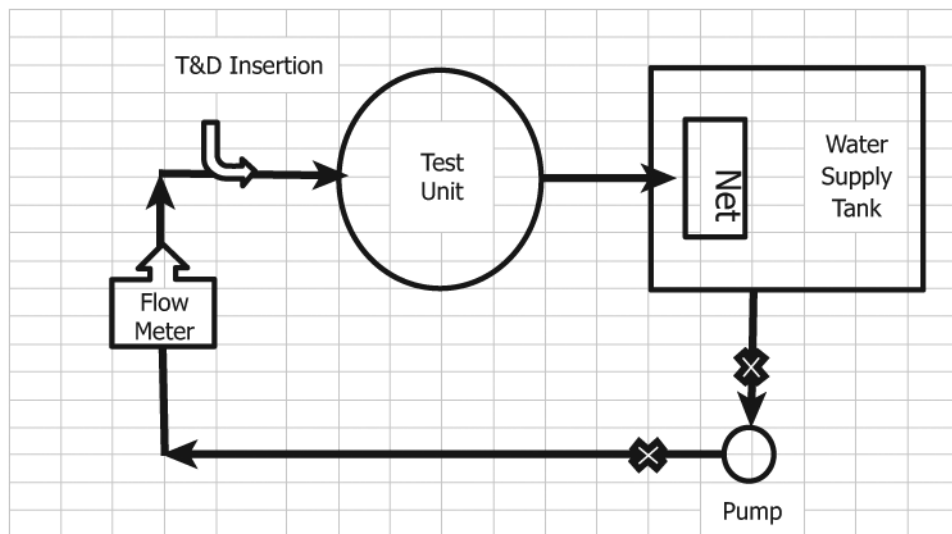 T&D Insertion
Test
Unit
Net
Water
Supply
Tank
Flow
Meter
Pump